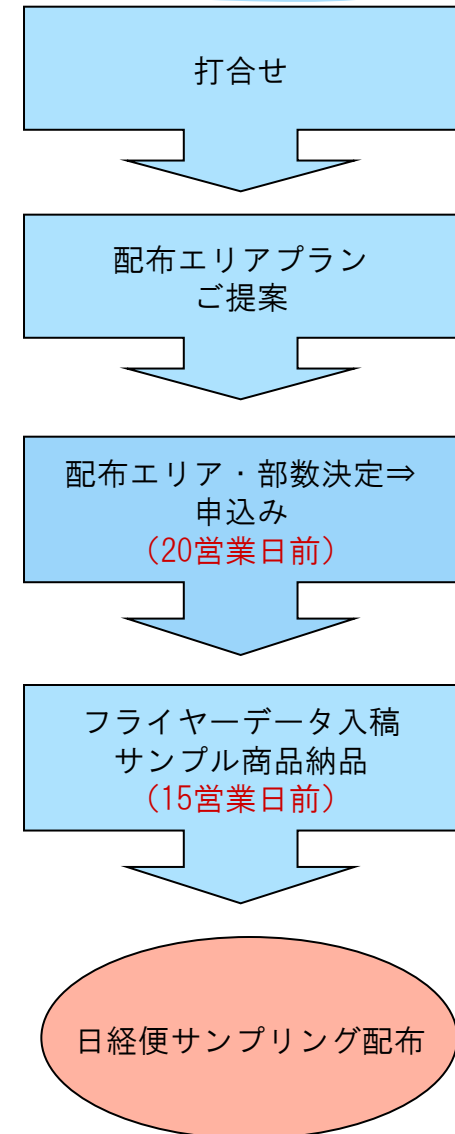 打合せ
配布エリアプラン
ご提案
配布エリア・部数決定⇒
申込み
（20営業日前）
フライヤーデータ入稿
サンプル商品納品
（15営業日前）
日経便サンプリング配布